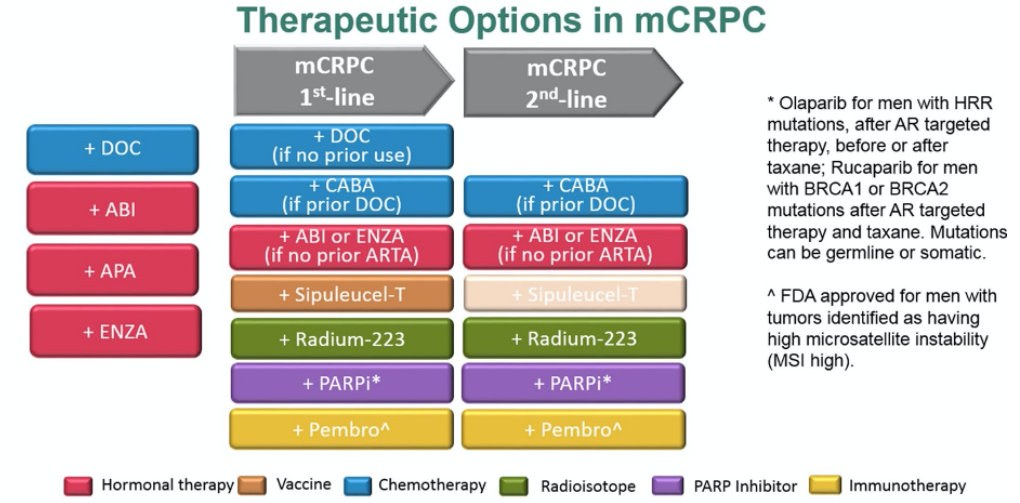 Therapeutic Options in mCRPC
mCRPC
1st-line
mCRPC
2nd-line
+ DOC
+ ABI
+ APA
+ ENZA
+ DOC
(if no prior use)
+ CABA
(if prior DOC)
+ ABI or ENZA
(if no prior ARTA)
+ Sipuleucel-T
+ Radium-223
+ PARPi*
+ Pembro^
+ CABA
(if prior DOC)
+ ABI or ENZA
(if no prior ARTA)
+ Sipuleucel-T
+ Radium-223
+ PARPi*
+ Pembro^
* Olaparib for men with HRR
mutations, after AR targeted
therapy, before or after
taxane; Rucaparib for men
with BRCA1 or BRCA2
mutations after AR targeted
therapy and taxane. Mutations
can be germline or somatic.
^ FDA approved for men with
tumors identified as having
high microsatellite instability
(MSI high).
Hormonal therapy
Vaccine
Chemotherapy
Radioisotope
PARP Inhibitor
Immunotherapy